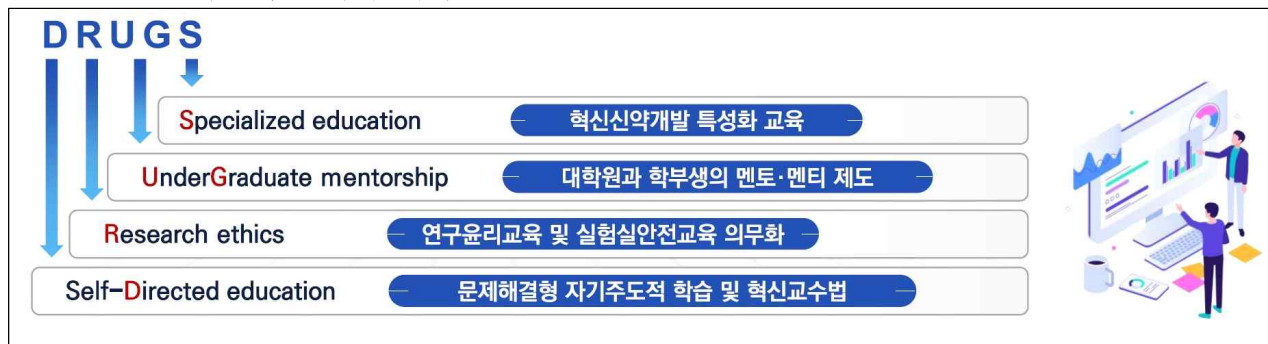 DRUGS
Specialized education 혁신신약개발 특성화 교육
UnderGraduate mentorship 대학원과 학부생의 멘토·멘티 제도
Research ethics 연구윤리교육 및 실험실안전교육 의무화
Self-Directed education 문제해결형 자기주도적 학습 및 혁신교수법